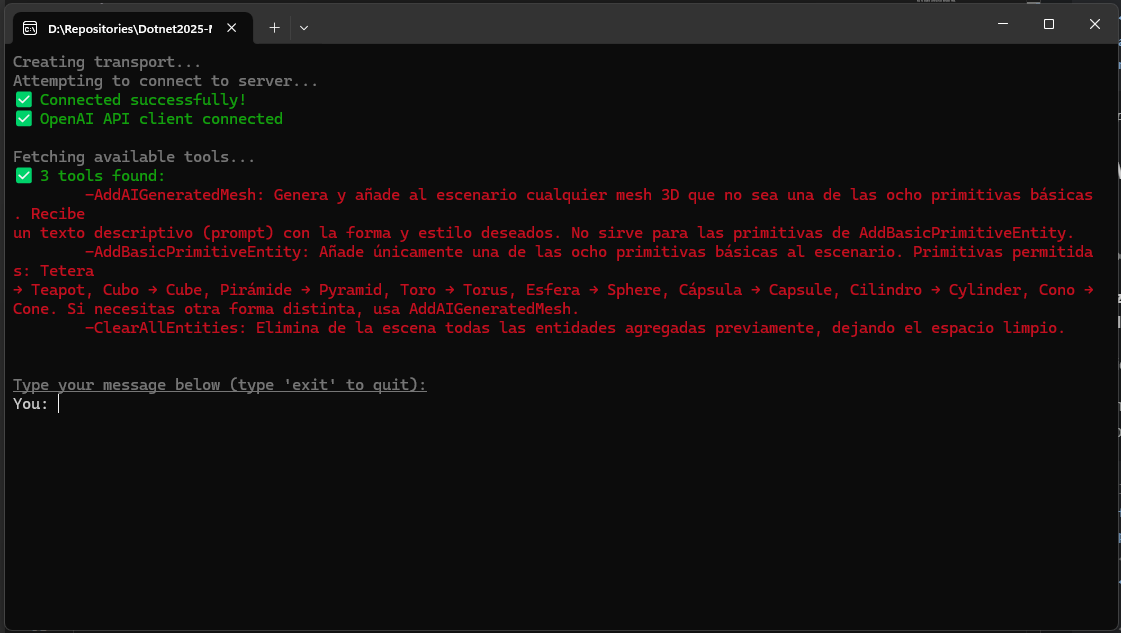 D:\Repositories\Dotnet2025-M
Creating transport...
Attempting to connect to server...
✅ Connected successfully!
✅ OpenAI API client connected
Fetching available tools...
✅ 3 tools found:
-AddAIGeneratedMesh: Genera y añade al escenario cualquier mesh 3D que no sea una de las ocho primitivas básicas
. Recibe
un texto descriptivo (prompt) con la forma y estilo deseados. No sirve para las primitivas de AddBasicPrimitiveEntity.
-AddBasicPrimitiveEntity: Añade únicamente una de las ocho primitivas básicas al escenario. Primitivas permitida
s: Tetera
→ Teapot, Cubo → Cube, Pirámide → Pyramid, Toro → Torus, Esfera → Sphere, Cápsula → Capsule, Cilindro → Cylinder, Cono →
Cone. Si necesitas otra forma distinta, usa AddAIGeneratedMesh.
-ClearAllEntities: Elimina de la escena todas las entidades agregadas previamente, dejando el espacio limpio.
Type your message below (type 'exit' to quit):
You: